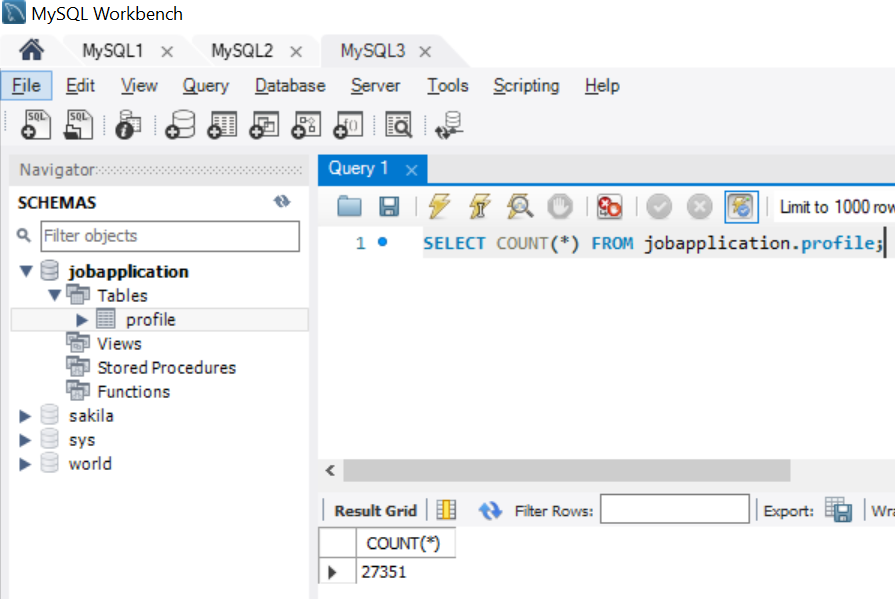 MySQL Workbench
MySQL1 × MySQL2 × MySQL3 ×
File Edit View Query Database Server Tools Scripting Help
SQL SQL
Navigator
Query 1 ×
SCHEMAS
Limit to 1000 row
Filter objects
1 SELECT COUNT(*) FROM jobapplication.profile;
jobapplication
Tables
profile
Views
Stored Procedures
Functions
sakila
sys
world
Result Grid Filter Rows: Export: Wra
COUNT(*)
27351